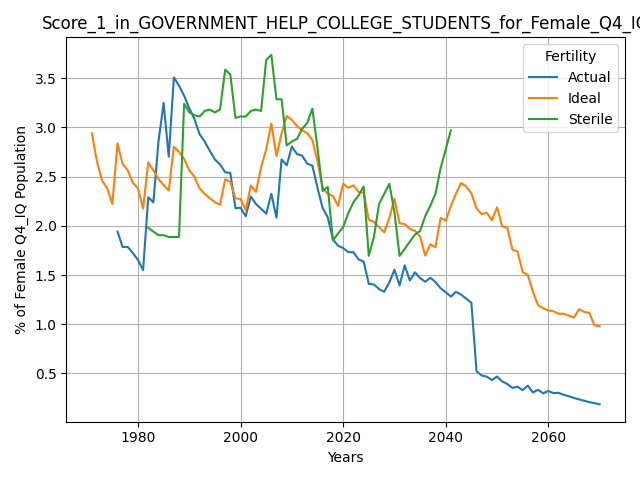 Score_1_in_GOVERNMENT_HELP_COLLEGE_STUDENTS_for_Female_Q4_IQ
Fertility
Actual
Ideal
Sterile
% of Female Q4_IQ Population
3.5
3.0
2.5
2.0
1.5
1.0
0.5
1980 2000 2020 2040 2060
Years